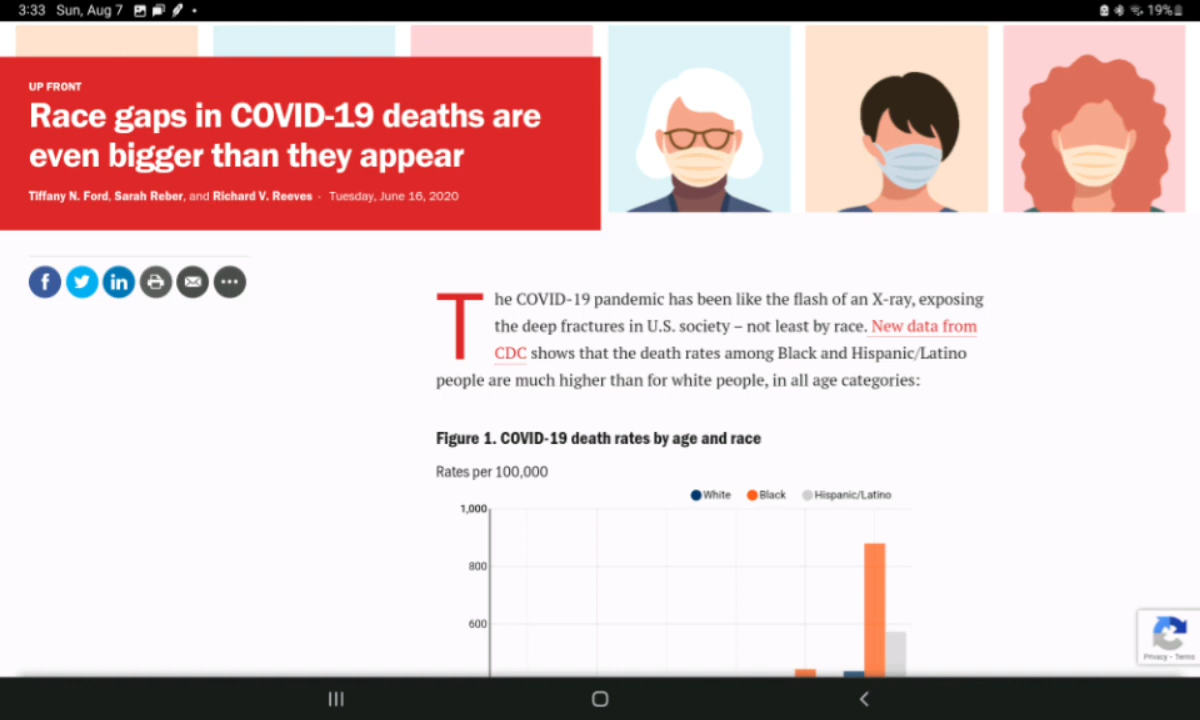 3:33 Sun, Aug 7
19%
UP FRONT
Race gaps in COVID-19 deaths are
even bigger than they appear
Tiffany N. Ford, Sarah Reber, and Richard V. Reeves · Tuesday, June 16, 2020
f in
The COVID-19 pandemic has been like the flash of an X-ray, exposing
the deep fractures in U.S. society – not least by race. New data from
CDC shows that the death rates among Black and Hispanic/Latino
people are much higher than for white people, in all age categories:
Figure 1. COVID-19 death rates by age and race
Rates per 100,000
White Black Hispanic/Latino
1,000
800
600
Privacy - Terms